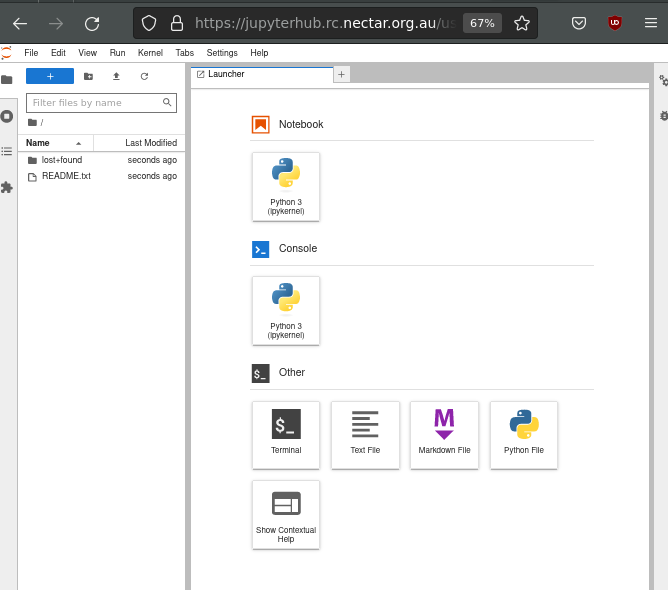 https://jupyterhub.rc.nectar.org.au/us 67%
File Edit View Run Kernel Tabs Settings Help
+
Launcher +
Filter files by name
/
Name Last Modified
lost+found seconds ago
README.txt seconds ago
Notebook
Python 3
(ipykernel)
Console
Python 3
(ipykernel)
$_ Other
$_
M
Terminal Text File Markdown File Python File
Show Contextual
Help